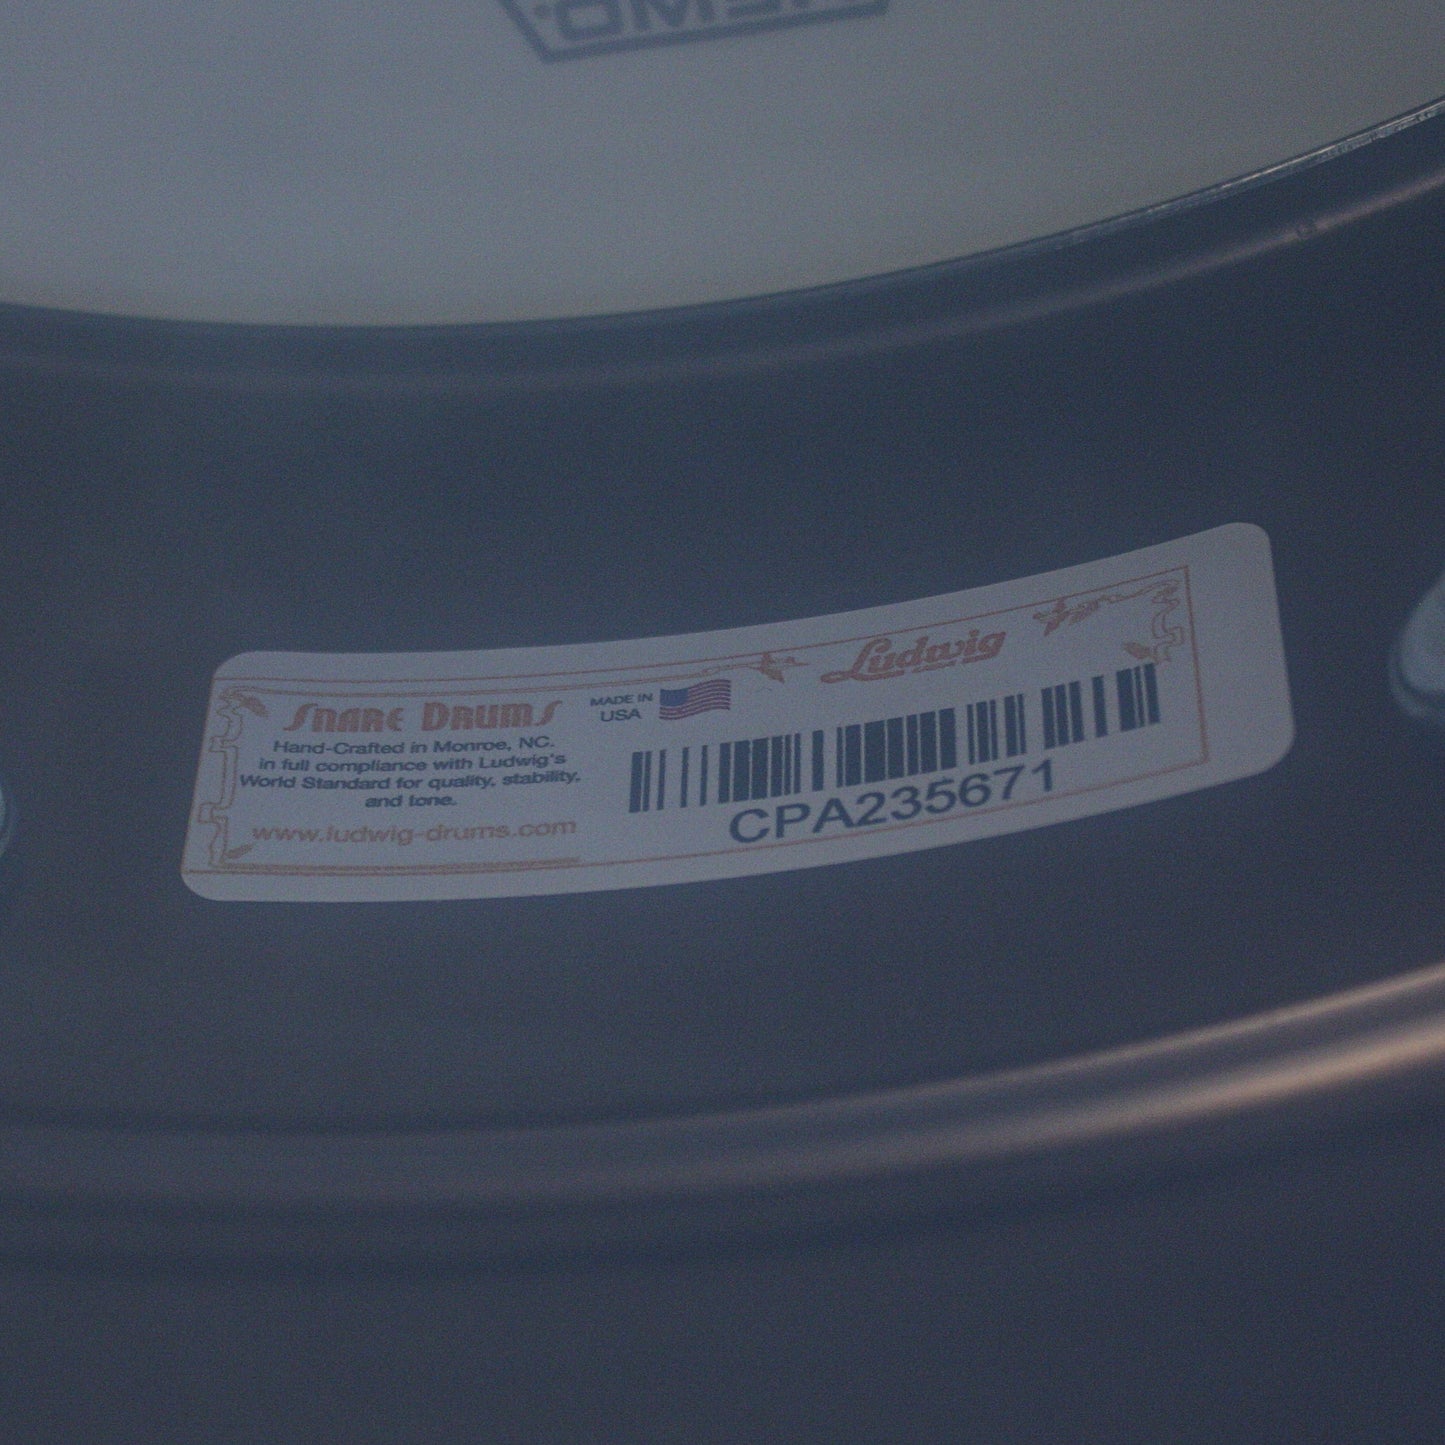 Ludwig
SNARE DRUMS
Hand-Crafted in Monroe, NC.
in full compliance with Ludwig's
World Standard for quality, stability,
and tone.
www.ludwig-drums.com
MADE IN
USA
CPA235671